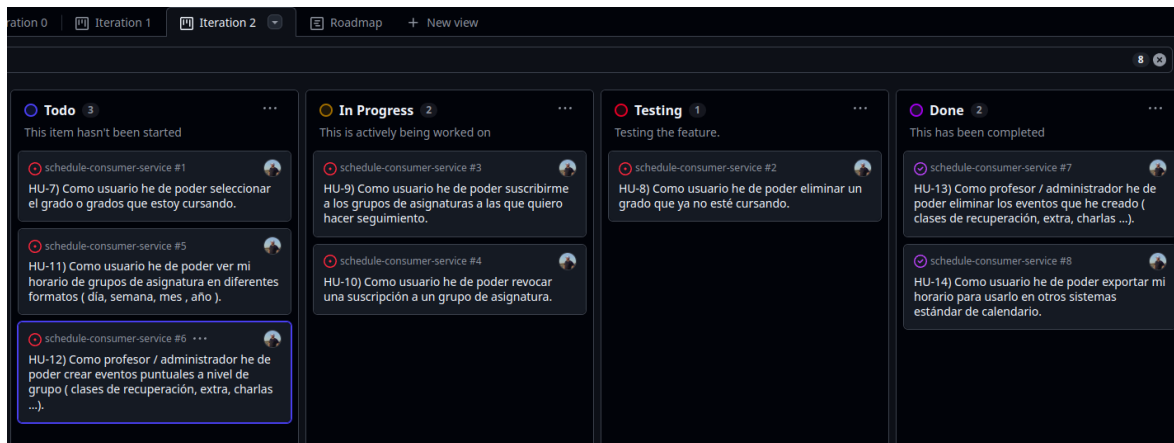 ration 0
Iteration 1
Iteration 2
Roadmap
+ New view
8
Todo 3
This item hasn't been started
schedule-consumer-service #1
HU-7) Como usuario he de poder seleccionar
el grado o grados que estoy cursando.
schedule-consumer-service #5
HU-11) Como usuario he de poder ver mi
horario de grupos de asignatura en diferentes
formatos ( día, semana, mes , año ).
schedule-consumer-service #6 ...
HU-12) Como profesor / administrador he de
poder crear eventos puntuales a nivel de
grupo ( clases de recuperación, extra, charlas
...).
In Progress 2
This is actively being worked on
schedule-consumer-service #3
HU-9) Como usuario he de poder suscribirme
a los grupos de asignaturas a las que quiero
hacer seguimiento.
schedule-consumer-service #4
HU-10) Como usuario he de poder revocar
una suscripción a un grupo de asignatura.
Testing 1
Testing the feature.
schedule-consumer-service #2
HU-8) Como usuario he de poder eliminar un
grado que ya no esté cursando.
Done 2
This has been completed
schedule-consumer-service #7
HU-13) Como profesor / administrador he de
poder eliminar los eventos que he creado (
clases de recuperación, extra, charlas ...).
schedule-consumer-service #8
HU-14) Como usuario he de poder exportar mi
horario para usarlo en otros sistemas
estándar de calendario.